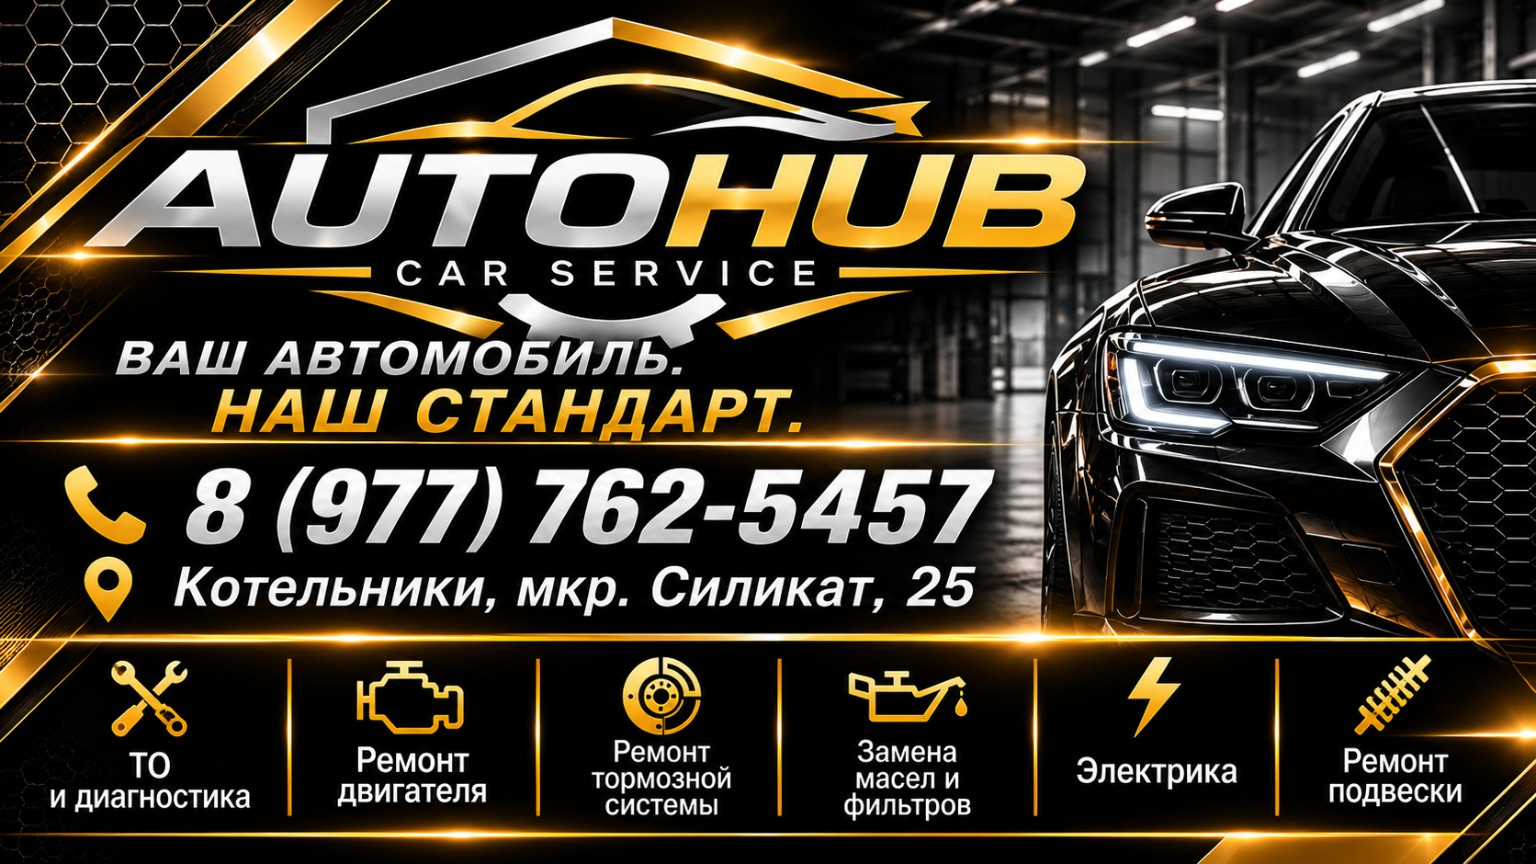 AUTOHUB
CAR SERVICE
ВАШ АВТОМОБИЛЬ.
НАШ СТАНДАРТ.
8 (977) 762-5457
Котельники, мкр. Силикат, 25
ТО
и диагностика
Ремонт
двигателя
Ремонт
тормозной
системы
Замена
масел и
фильтров
Электрика
Ремонт
подвески